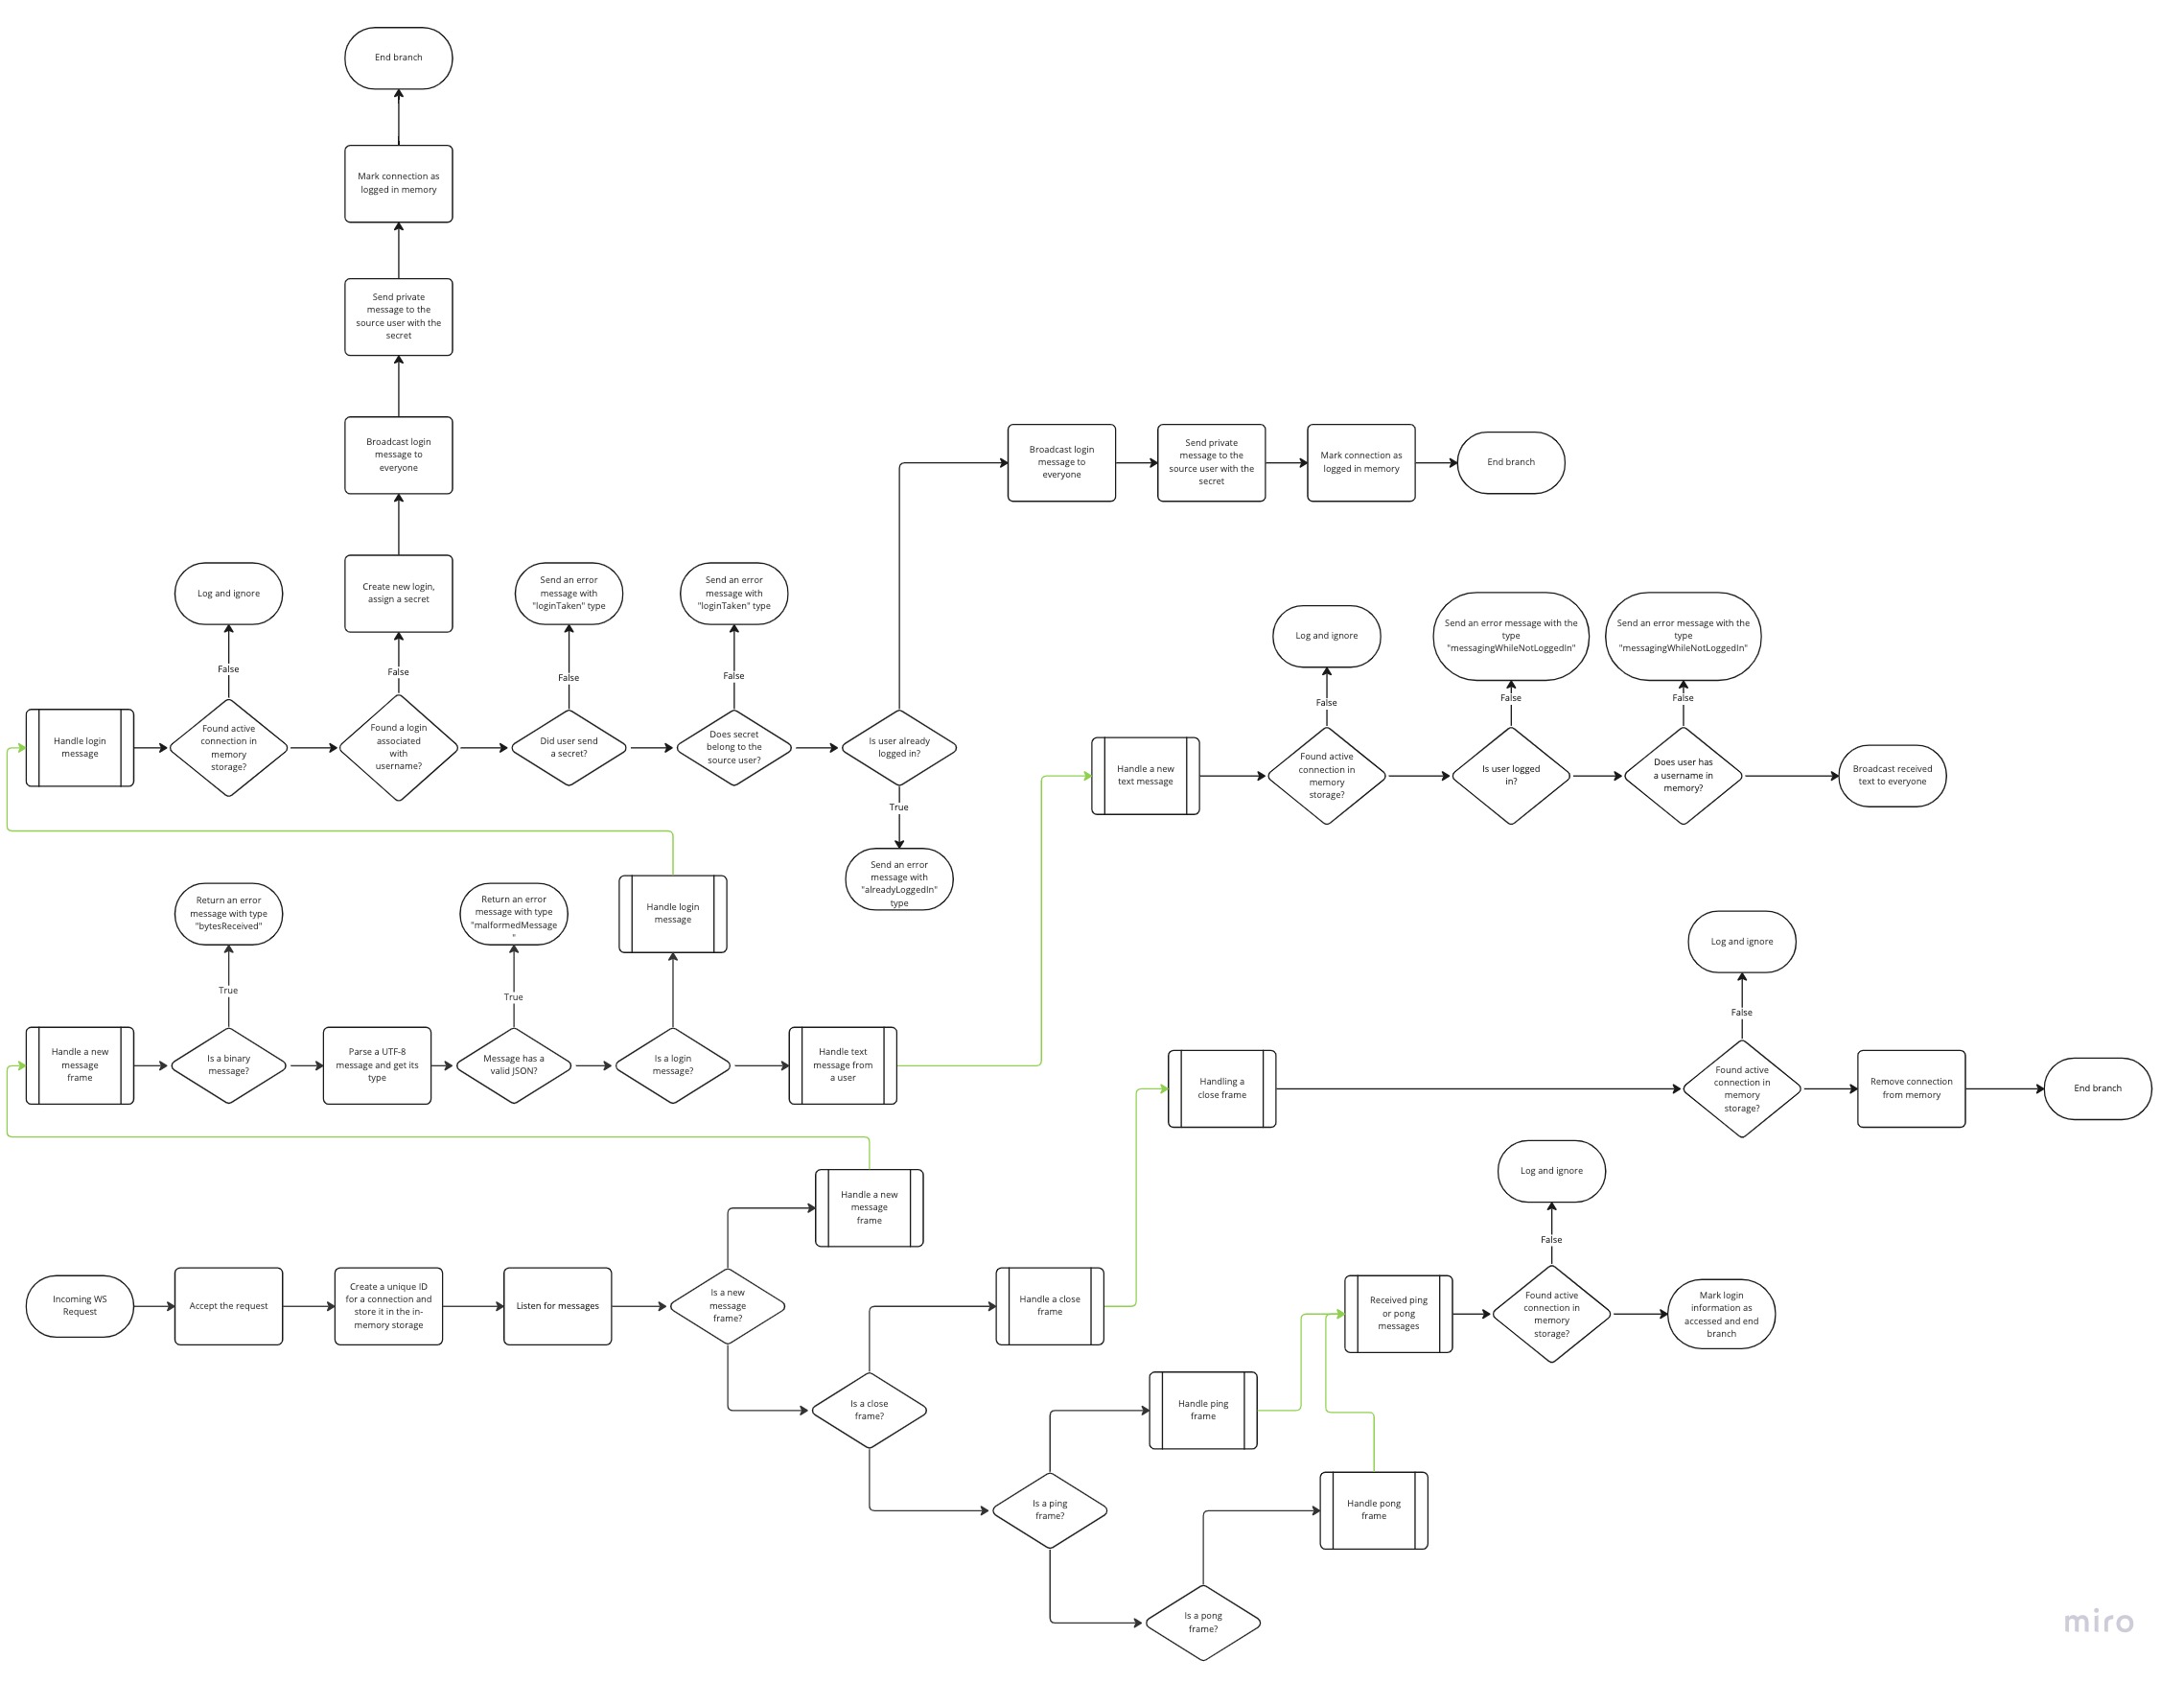 End branch
Mark connection as
logged in memory
Send private
message to the
source user with the
secret
Broadcast login
message to
everyone
Create new login,
assign a secret
False
Log and ignore
False
Send an error
message with
"loginTaken" type
False
Send an error
message with
"loginTaken" type
False
Handle login
message
Found active
connection in
memory
storage?
Found a login
associated
with
username?
Did user send
a secret?
Does secret
belong to the
source user?
Is user already
logged in?
True
Send an error
message with
"alreadyLoggedIn"
type
Broadcast login
message to
everyone
Send private
message to the
source user with the
secret
Mark connection as
logged in memory
End branch
Log and ignore
False
Send an error message with the
type
"messagingWhileNotLoggedIn"
False
Send an error message with the
type
"messagingWhileNotLoggedIn"
False
Handle a new
text message
Found active
connection in
memory
storage?
Is user logged
in?
Does user has
a username in
memory?
Broadcast received
text to everyone
Return an error
message with type
"bytesReceived"
True
Return an error
message with type
"malformedMessage
"
True
Handle login
message
Handle a new
message
frame
Is a binary
message?
Parse a UTF-8
message and get its
type
Message has a
valid JSON?
Is a login
message?
Handle text
message from
a user
Log and ignore
False
Handling a
close frame
Found active
connection in
memory
storage?
Remove connection
from memory
End branch
Handle a new
message
frame
Incoming WS
Request
Accept the request
Create a unique ID
for a connection and
store it in the in-
memory storage
Listen for messages
Is a new
message
frame?
Handle a close
frame
Log and ignore
False
Received ping
or pong
messages
Found active
connection in
memory
storage?
Mark login
information as
accessed and end
branch
Is a close
frame?
Handle ping
frame
Is a ping
frame?
Handle pong
frame
Is a pong
frame?
miro